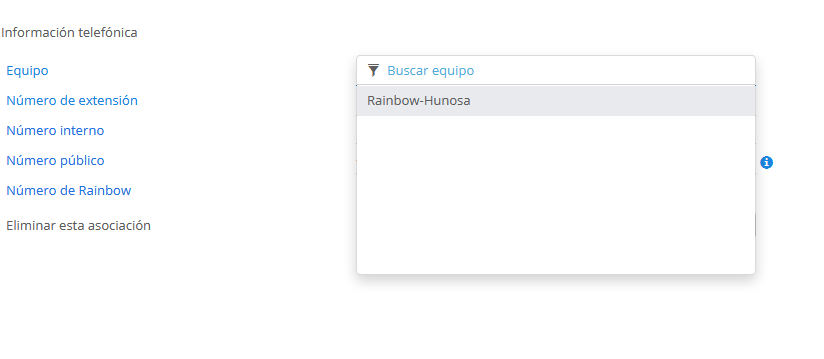 Información telefónica
Equipo
Buscar equipo
Número de extensión
Rainbow-Hunosa
Número interno
Número público
Número de Rainbow
Eliminar esta asociación